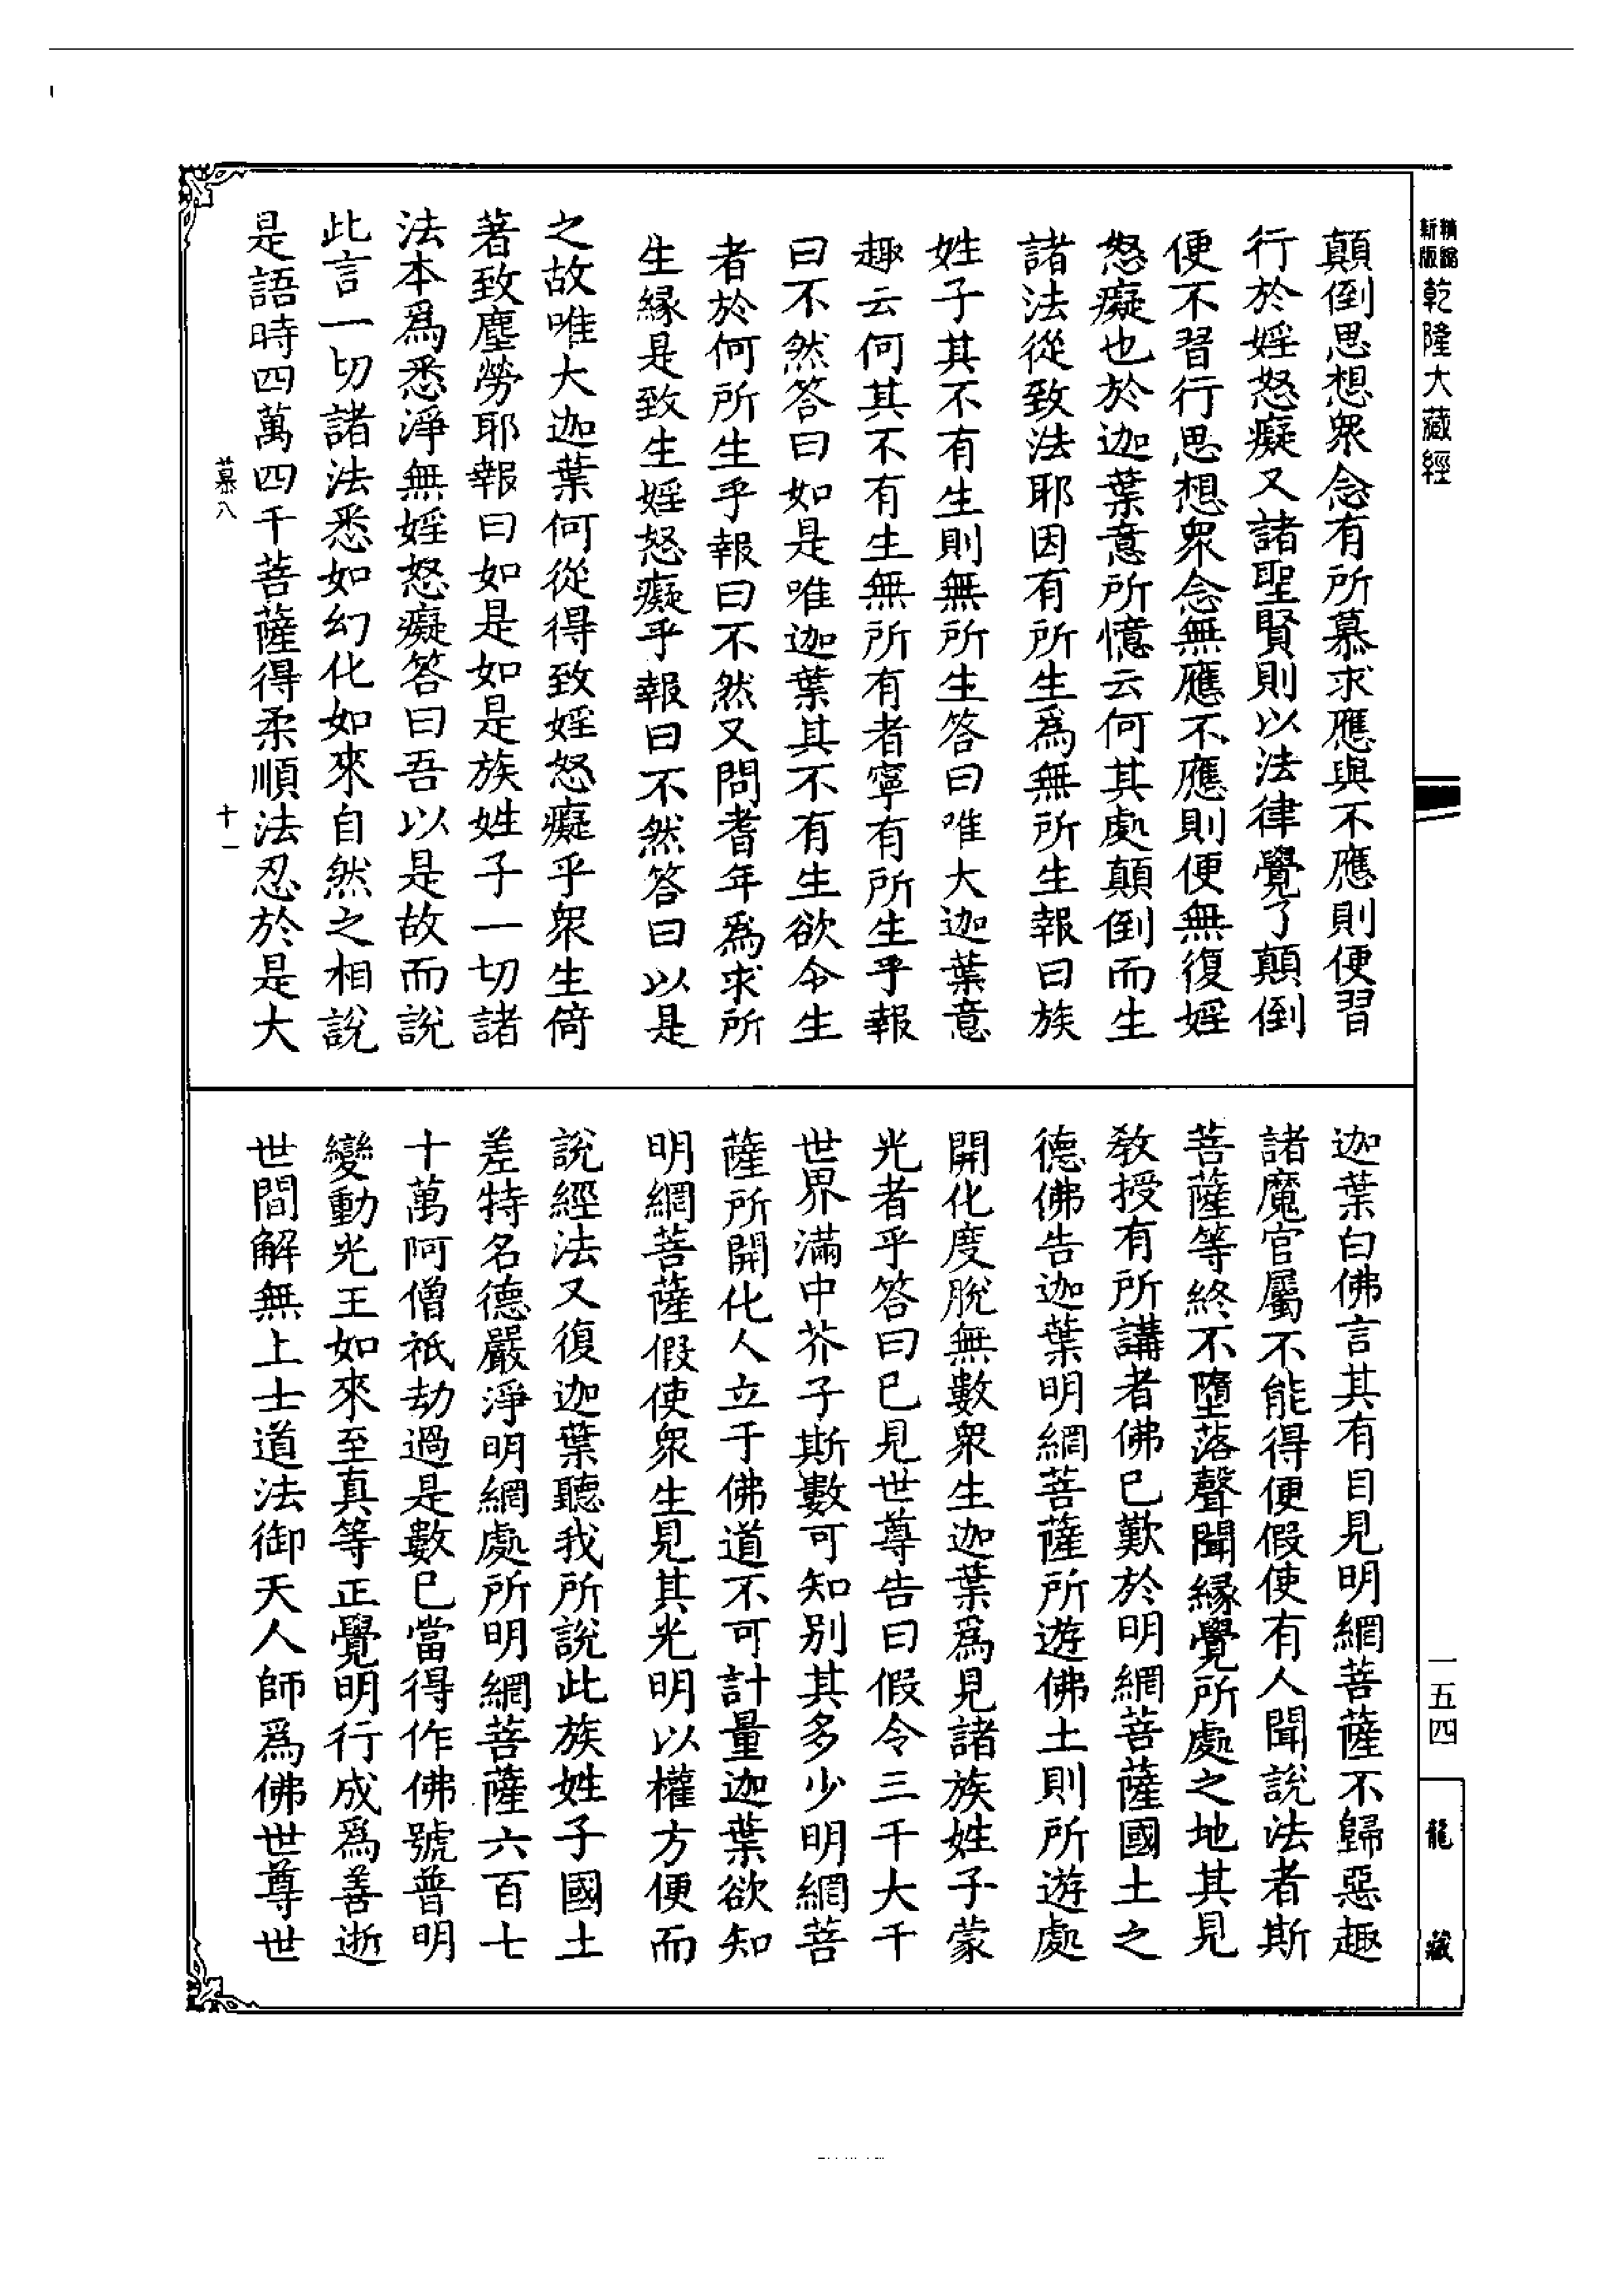 新版
精縮
乾隆大藏經
顛倒思想衆念有所慕求應與不應則便習
行於婬怒癡又諸聖賢則以法律覺了顛倒
便不習行思想衆念無應不應則便無復婬
怒癡也於迦葉意所憶云何其處顛倒而生
諸法從致法耶因有所生爲無所生報曰族
姓子其不有生則無所生答曰唯大迦葉意
趣云何其不有生無所有者寧有所生乎報
曰不然答曰如是唯迦葉其不有生欲令生
者於何所生乎報曰不然又問耆年爲求所
生緣是致生婬怒癡乎報曰不然答曰以是
之故唯大迦葉何從得致婬怒癡乎衆生倚
著致塵勞耶報曰如是如是族姓子一切諸
法本爲悉淨無婬怒癡答曰吾以是故而說
此言一切諸法悉如幻化如來自然之相說
是語時四萬四千菩薩得柔順法忍於是大
慕八
十一
迦葉白佛言其有目見明網菩薩不歸惡趣
諸魔官屬不能得便假使有人聞說法者斯
菩薩等終不墮落聲聞緣覺所處之地其見
教授有所講者佛已歎於明網菩薩國土之
德佛告迦葉明網菩薩所遊佛土則所遊處
開化度脫無數衆生迦葉爲見諸族姓子蒙
光者乎答曰已見世尊告曰假令三千大千
世界滿中芥子斯數可知別其多少明網菩
薩所開化人立于佛道不可計量迦葉欲知
明網菩薩假使衆生見其光明以權方便而
說經法又復迦葉聽我所說此族姓子國土
差特名德嚴淨明網處所明網菩薩六百七
十萬阿僧祇劫過是數已當得作佛號普明
變動光王如來至真等正覺明行成爲善逝
世間解無上士道法御天人師爲佛世尊世
一五四
龍藏